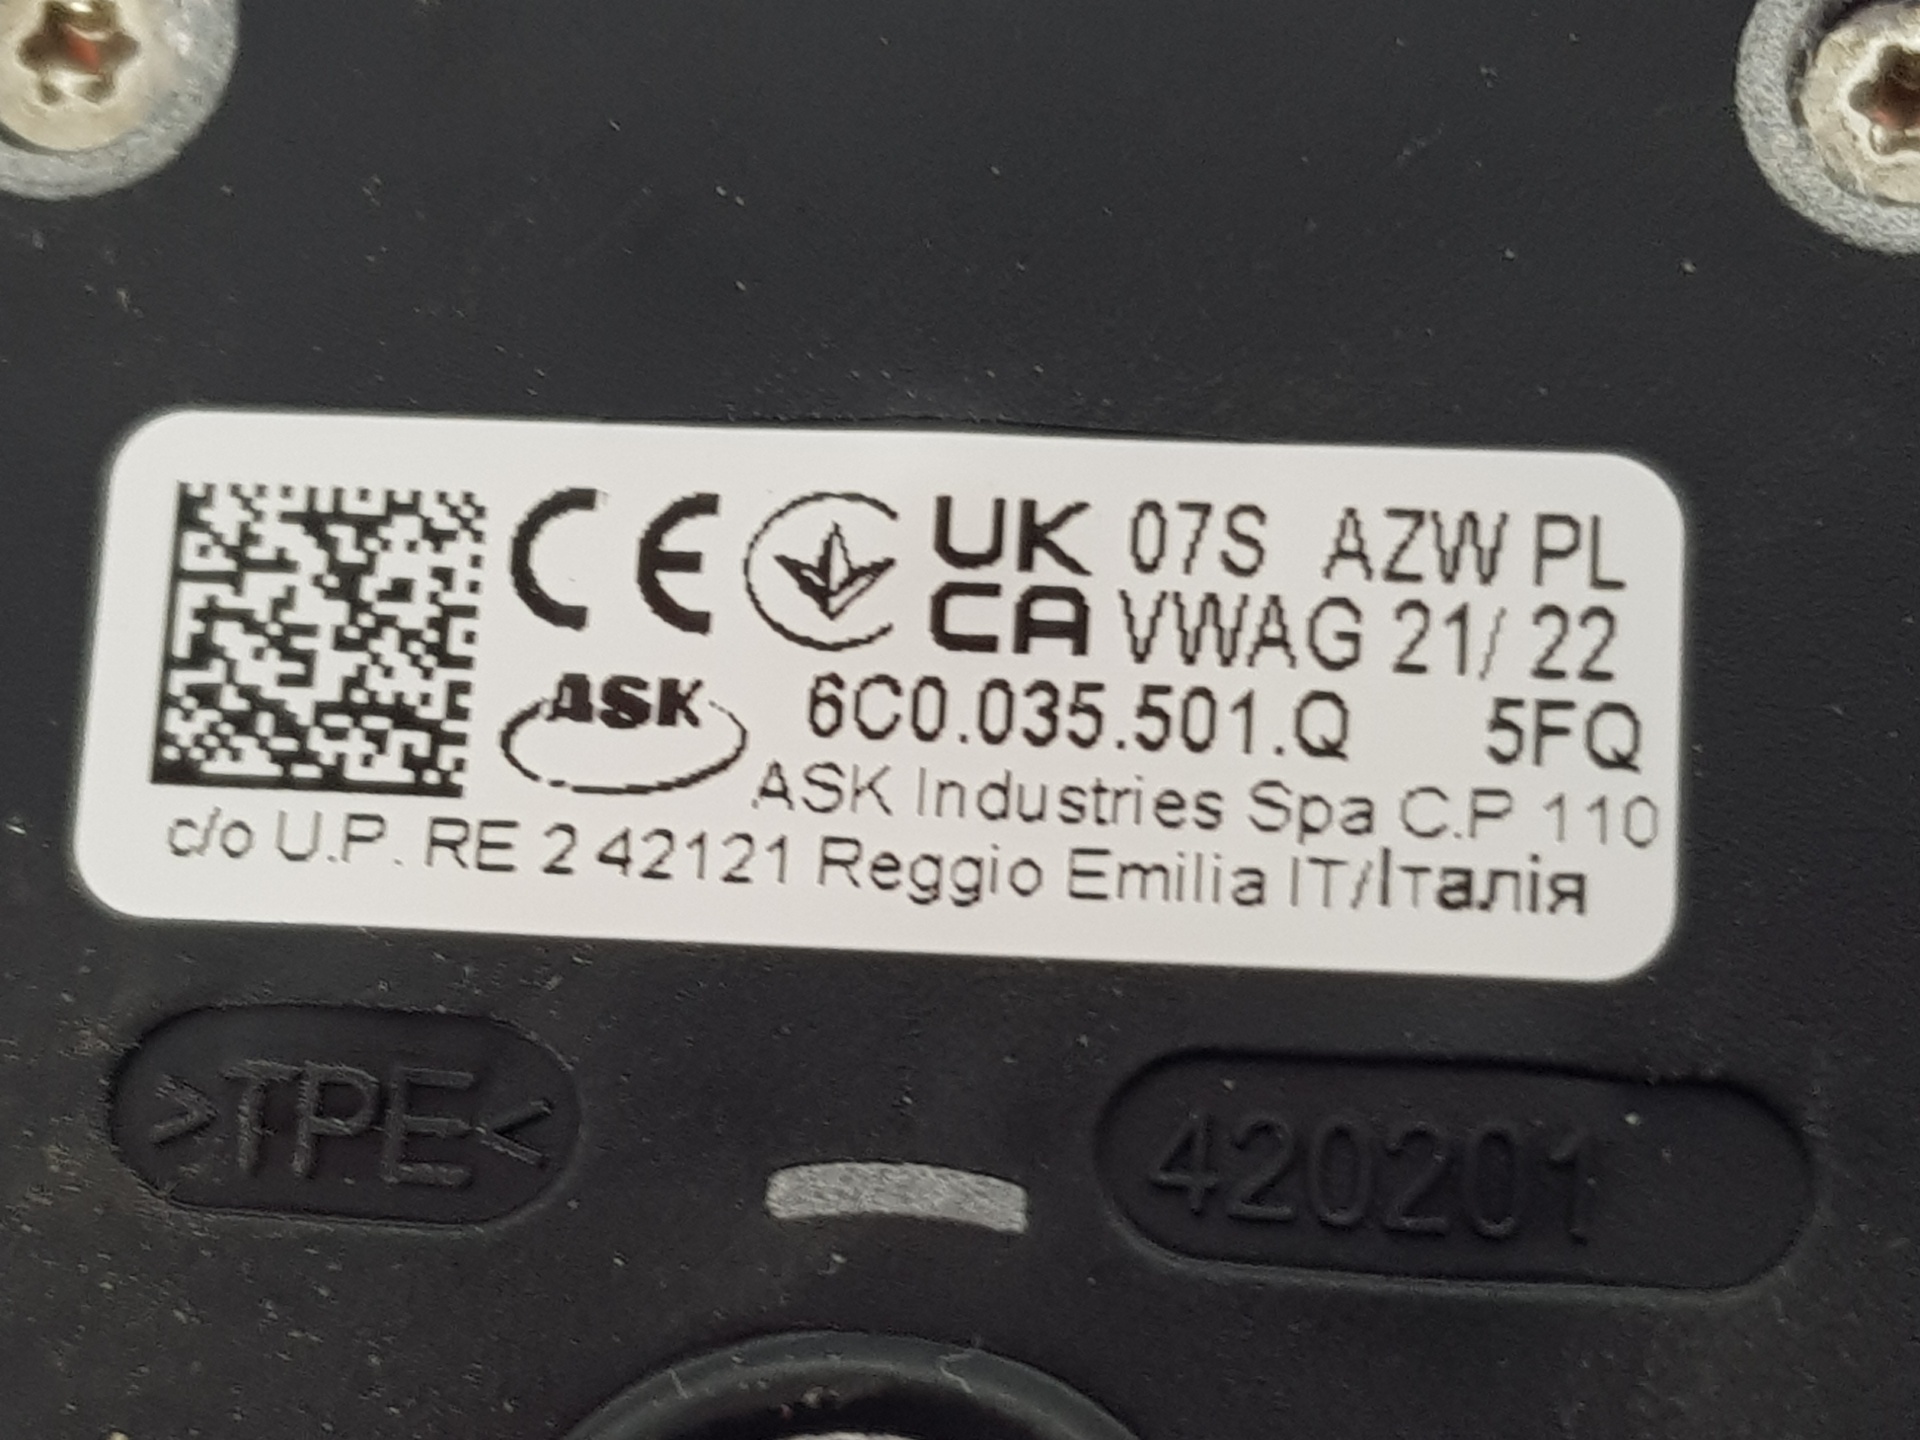 CE UK CA 07S AZW PL
VWAG 21/ 22
ASK 6C0.035.501.Q 5FQ
ASK Industries Spa C.P 110
c/o U.P. RE 2 42121 Reggio Emilia IT/Італія
>TPE<
420201